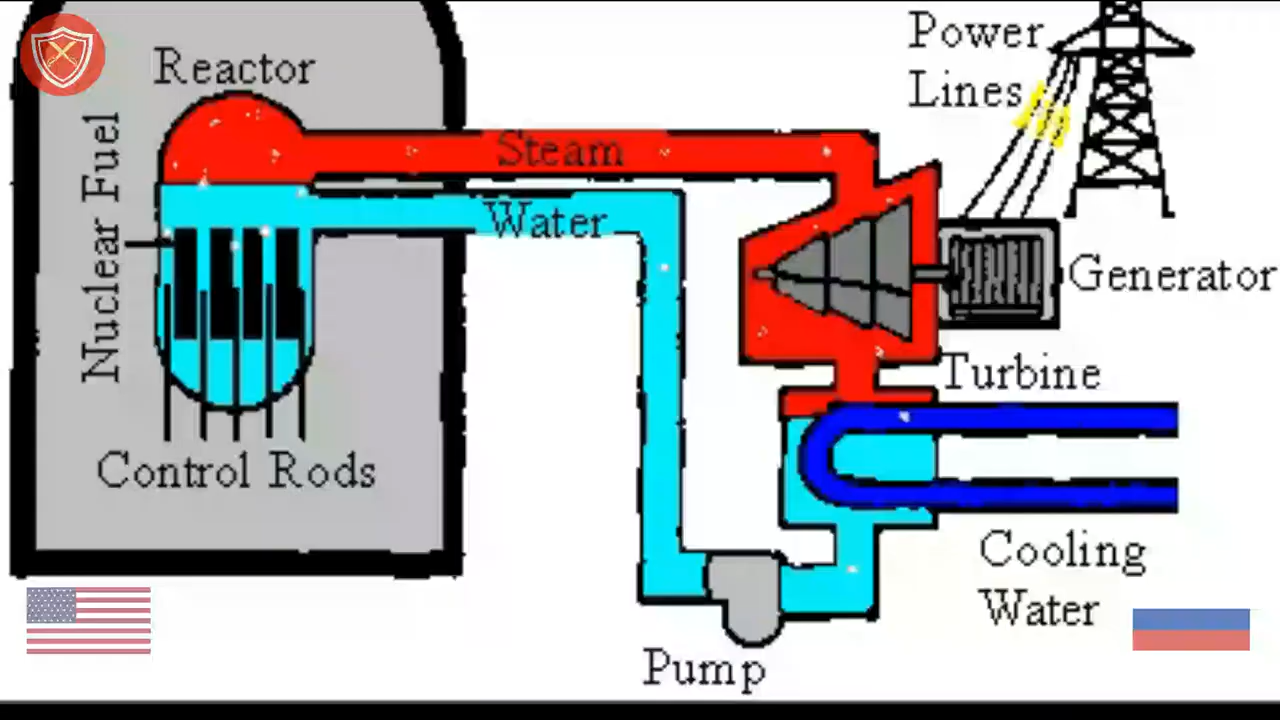 Reactor
Nuclear Fuel
Control Rods
Steam
Water
Power
Lines
Generator
Turbine
Cooling
Water
Pump